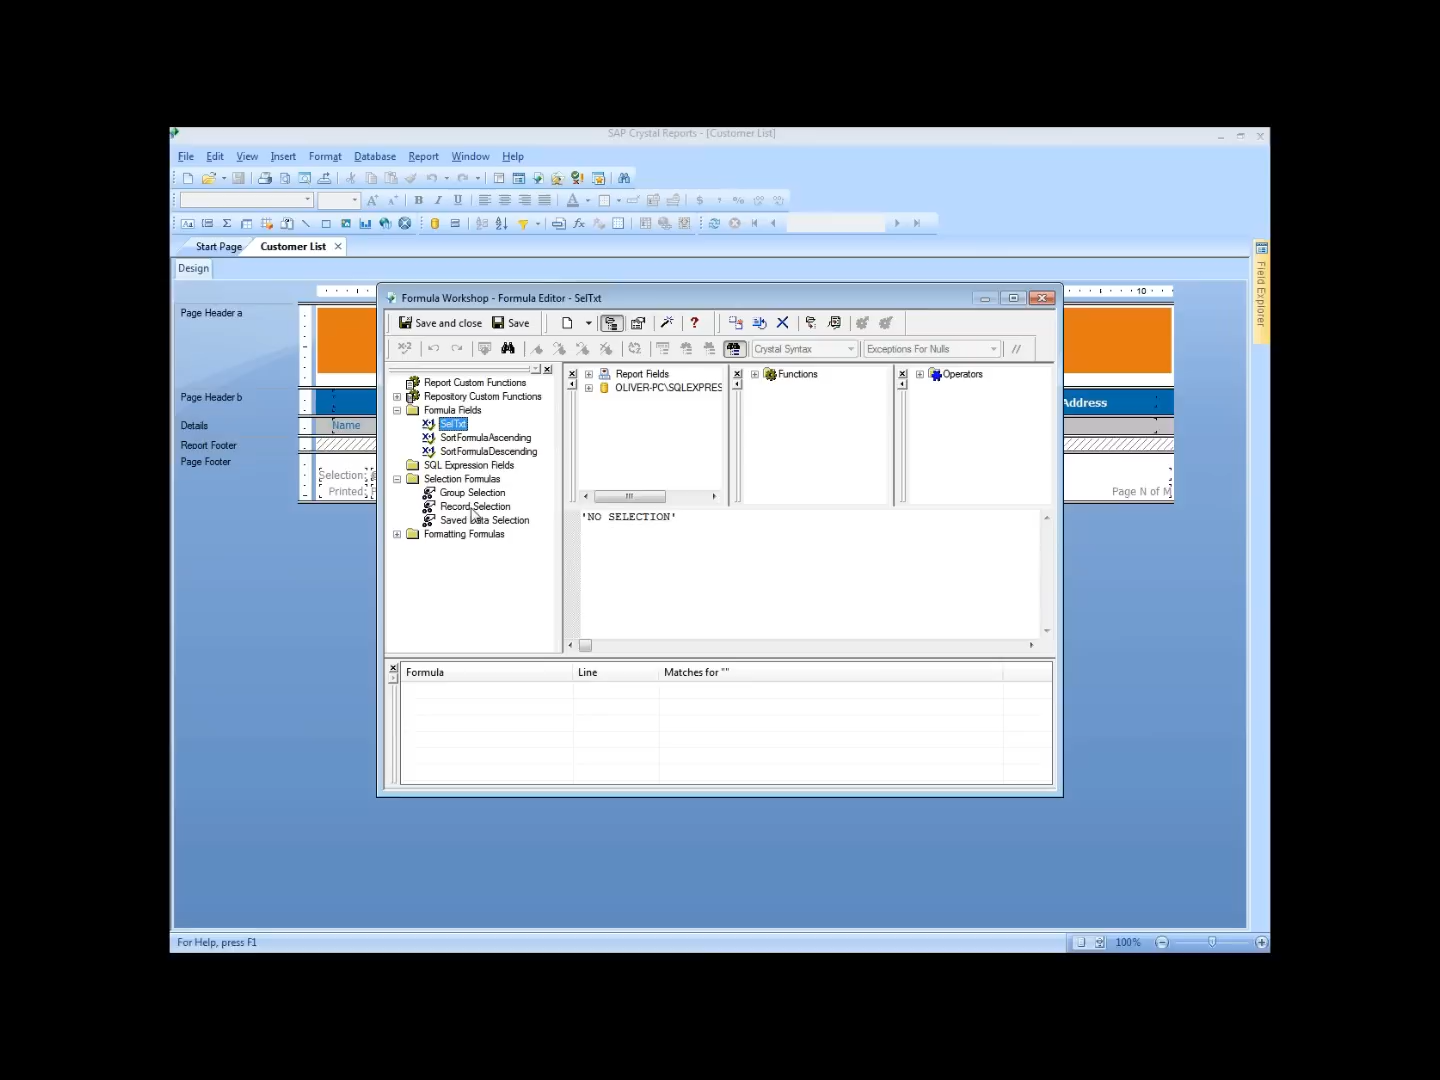 SAP Crystal Reports - [Customer List]
File Edit View Insert Format Database Report Window Help
Start Page Customer List
Design
10
Page Header a
Page Header b
Details
Report Footer
Page Footer
Address
Name
Selection:
Printed:
Page N of M
Formula Workshop - Formula Editor - SelTxt
Save and close Save
Crystal Syntax Exceptions For Nulls //
Report Custom Functions
Repository Custom Functions
Formula Fields
SelTxt
SortFormulaAscending
SortFormulaDescending
SQL Expression Fields
Selection Formulas
Group Selection
Record Selection
Saved Data Selection
Formatting Formulas
Report Fields
OLIVER-PC\SQLEXPRES
Functions
Operators
'NO SELECTION'
Formula Line Matches for ""
Field Explorer
For Help, press F1
100%